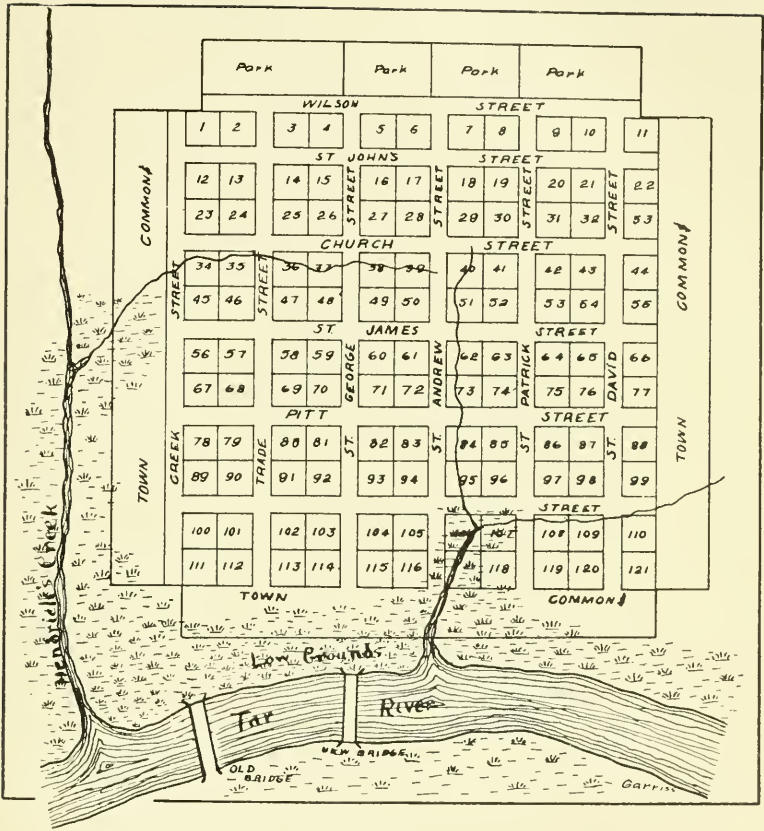 Park Park Park Park
WILSON STREET
1 2 3 4 5 6 7 8 9 10 11
ST JOHN'S STREET
12 13 14 15 16 17 18 19 20 21 22
23 24 25 26 27 28 29 30 31 32 53
CHURCH STREET
34 35 36 37 38 39 40 41 42 43 44
45 46 47 48 49 50 51 52 53 54 55
ST. JAMES STREET
56 57 58 59 60 61 62 63 64 65 66
67 68 69 70 71 72 73 74 75 76 77
PITT STREET
78 79 80 81 82 83 84 85 86 87 88
89 90 91 92 93 94 95 96 97 98 99
STREET
100 101 102 103 104 105 107 108 109 110
111 112 113 114 115 116 118 119 120 121
TOWN COMMONS
TOWN COMMONS
CREEK STREET
TRADE STREET
ST. GEORGE STREET
ST. ANDREW STREET
ST PATRICK STREET
ST. DAVID STREET
TOWN COMMONS
Hendrick's Creek
Low Grounds
Tar River
NEW BRIDGE
OLD
BRIDGE
Garriss